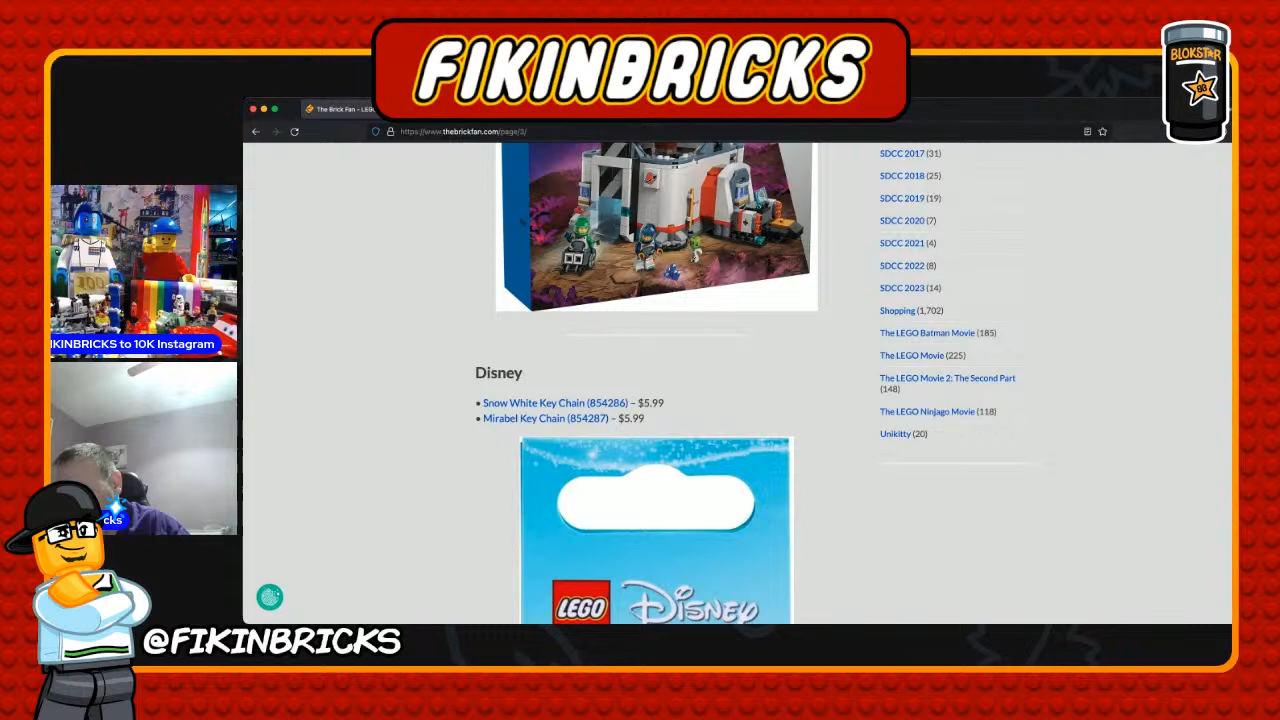 FIKINBRICKS
BLOKSTAR
The Brick Fan - LEG
https://www.thebrickfan.com/page/3/
SDCC 2017 (31)
SDCC 2018 (25)
SDCC 2019 (19)
SDCC 2020 (7)
SDCC 2021 (4)
SDCC 2022 (8)
SDCC 2023 (14)
Shopping (1,702)
The LEGO Batman Movie (185)
The LEGO Movie (225)
The LEGO Movie 2: The Second Part
(148)
The LEGO Ninjago Movie (118)
Unikitty (20)
IKINBRICKS to 10K Instagram
Disney
• Snow White Key Chain (854286) – $5.99
• Mirabel Key Chain (854287) – $5.99
LEGO Disney
cks
@FIKINBRICKS